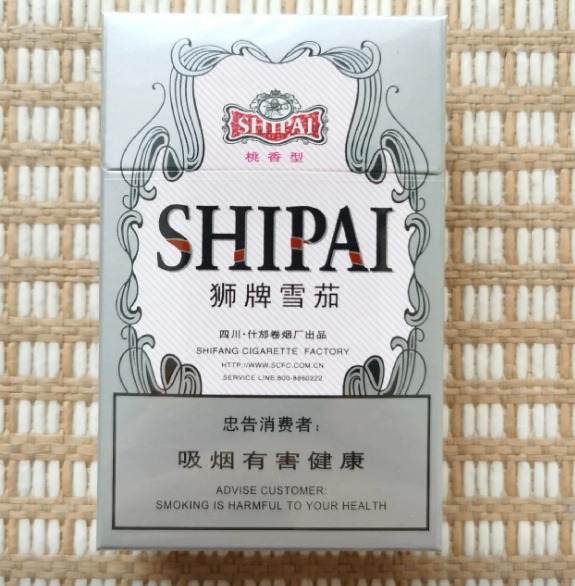 SHIPAI
桃香型
SHIPAI
狮牌雪茄
四川·什邡卷烟厂出品
SHIFANG CIGARETTE FACTORY
HTTP://WWW.SCFC.COM.CN
SERVICE LINE:800-8860222
忠告消费者：
吸烟有害健康
ADVISE CUSTOMER:
SMOKING IS HARMFUL TO YOUR HEALTH